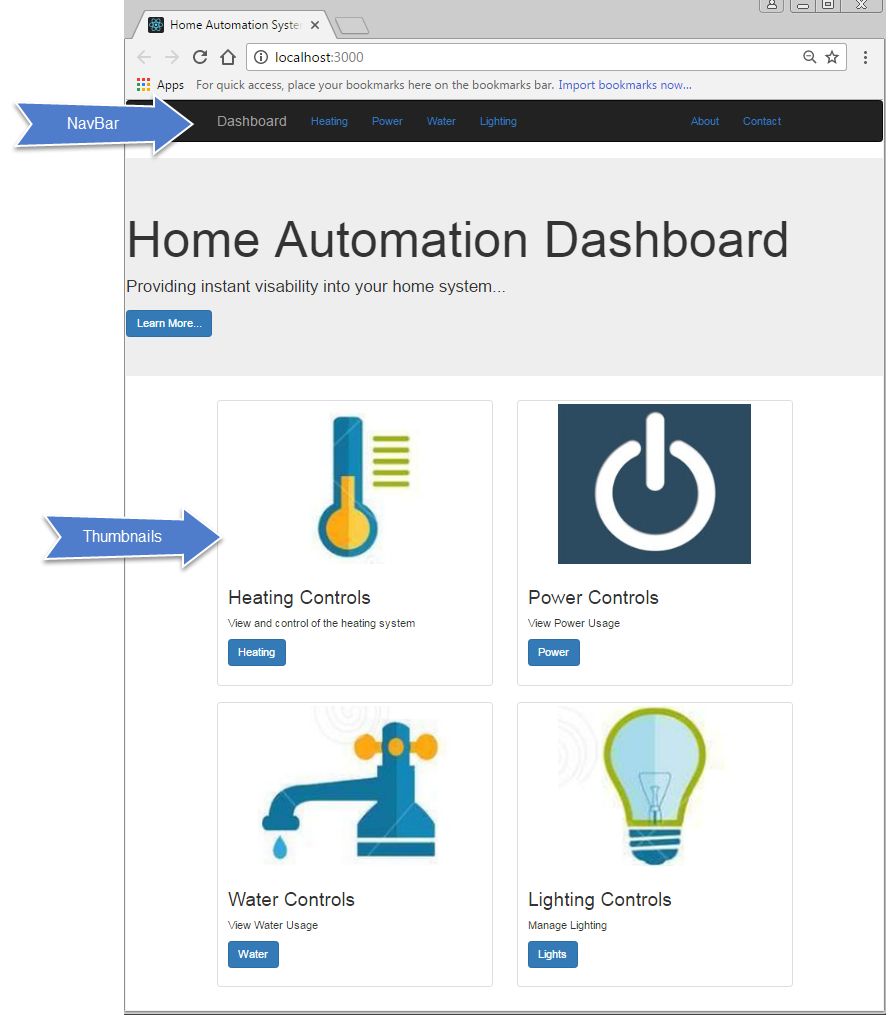 Home Automation Syste
localhost:3000
Apps For quick access, place your bookmarks here on the bookmarks bar. Import bookmarks now...
NavBar
Dashboard Heating Power Water Lighting About Contact
Home Automation Dashboard
Providing instant visability into your home system...
Learn More...
Thumbnails
Heating Controls
View and control of the heating system
Heating
Power Controls
View Power Usage
Power
Water Controls
View Water Usage
Water
Lighting Controls
Manage Lighting
Lights